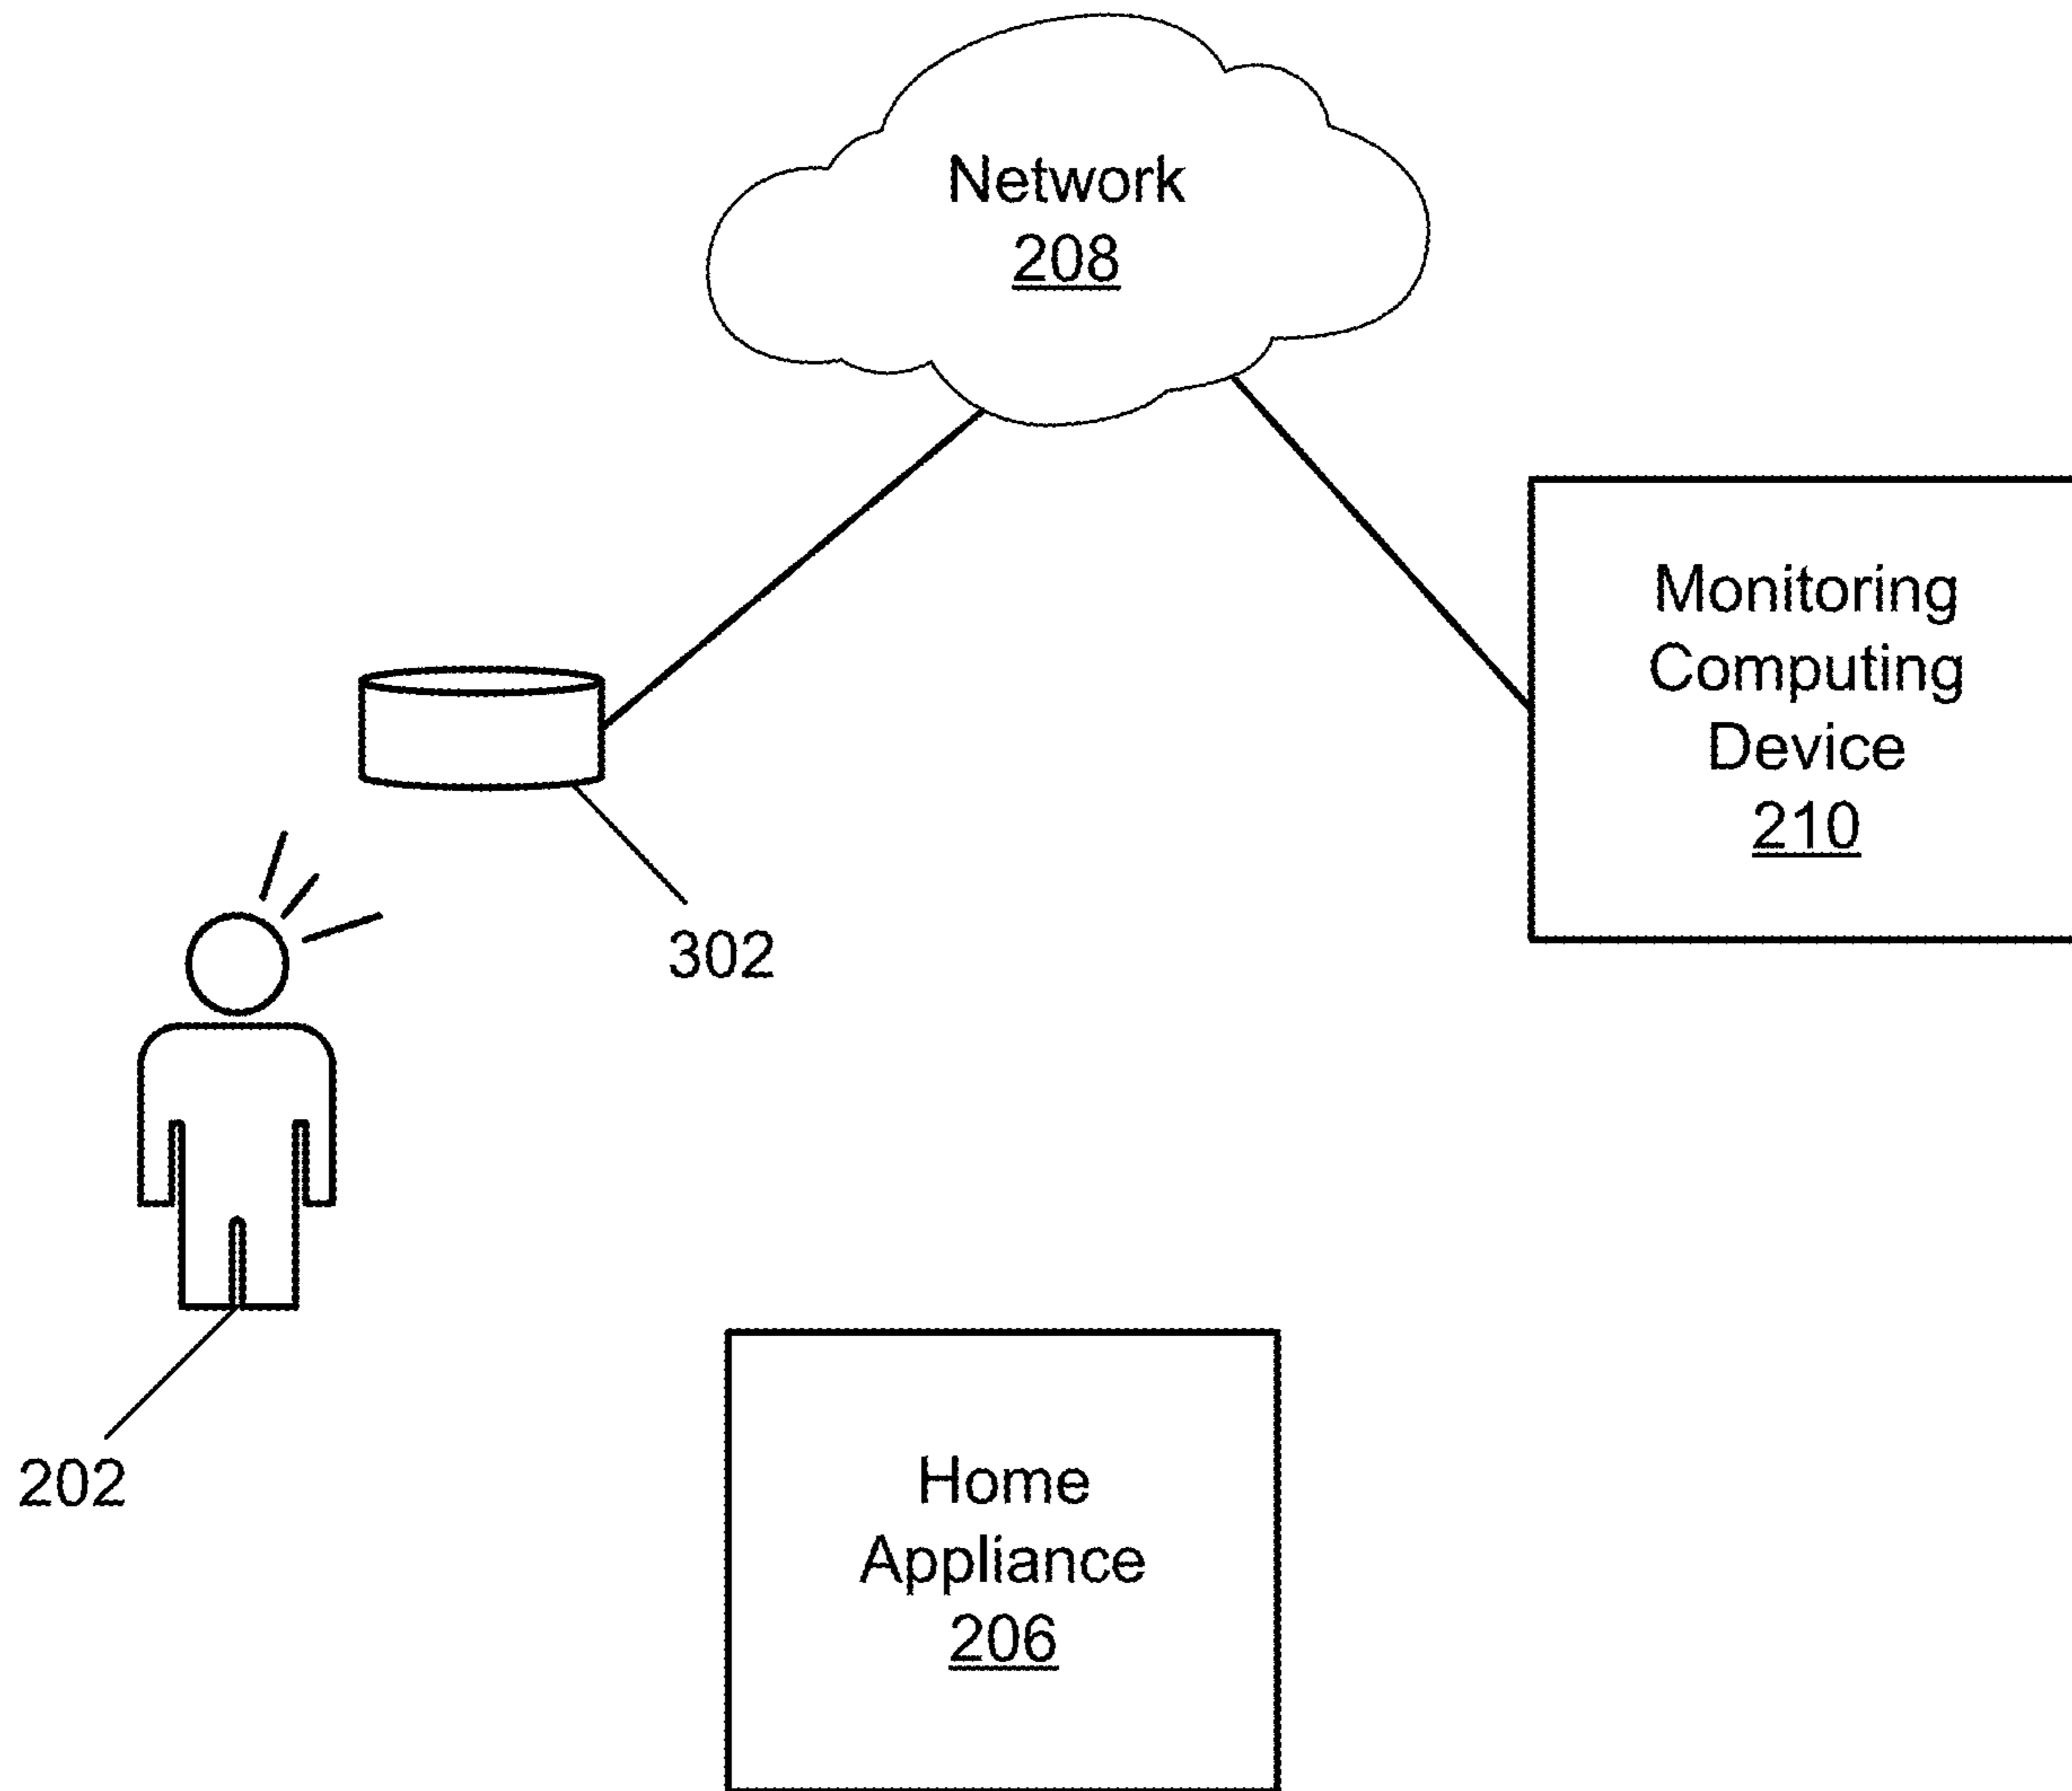 Network
208
Monitoring
Computing
Device
210
302
202
Home
Appliance
206